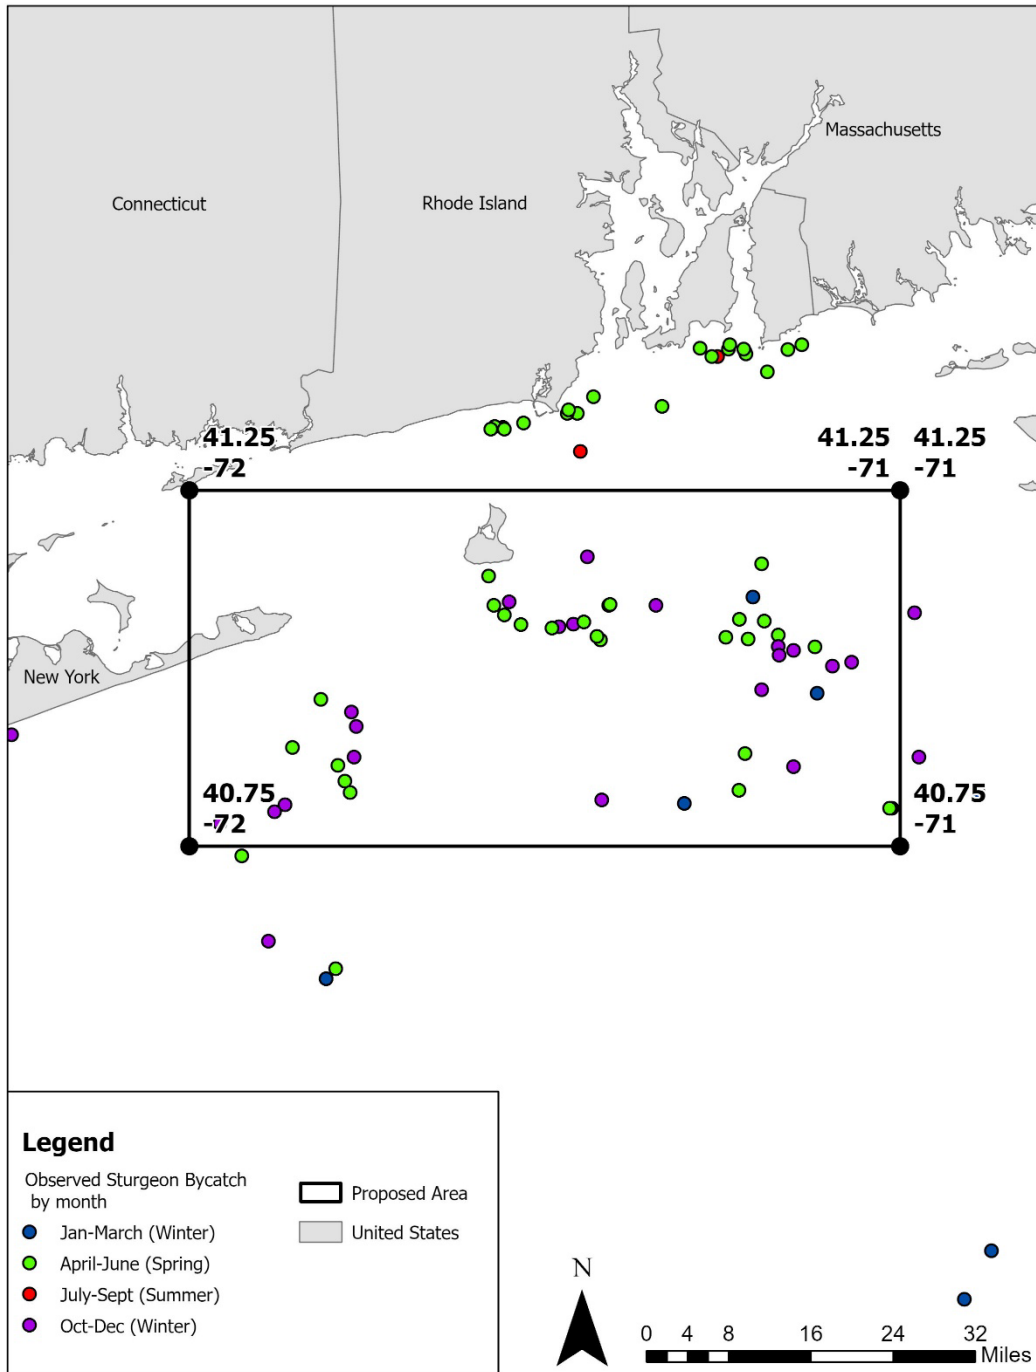 Massachusetts
Connecticut
Rhode Island
41.25
-72
41.25
-71
41.25
-71
New York
40.75
-72
40.75
-71
Legend
Observed Sturgeon Bycatch
by month
Jan-March (Winter)
April-June (Spring)
July-Sept (Summer)
Oct-Dec (Winter)
Proposed Area
United States
N
0 4 8 16 24 32
Miles